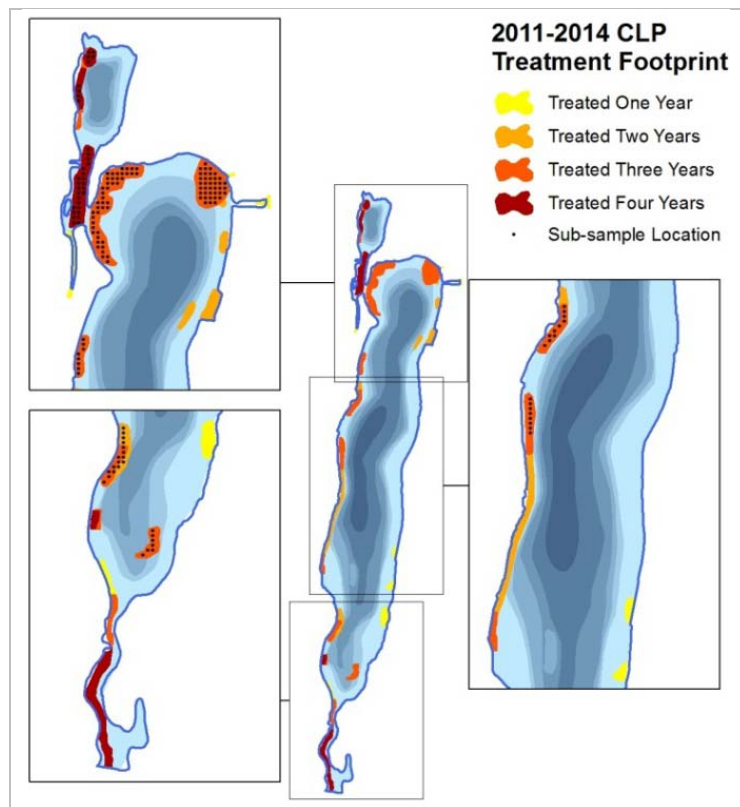 2011-2014 CLP
Treatment Footprint
Treated One Year
Treated Two Years
Treated Three Years
Treated Four Years
Sub-sample Location